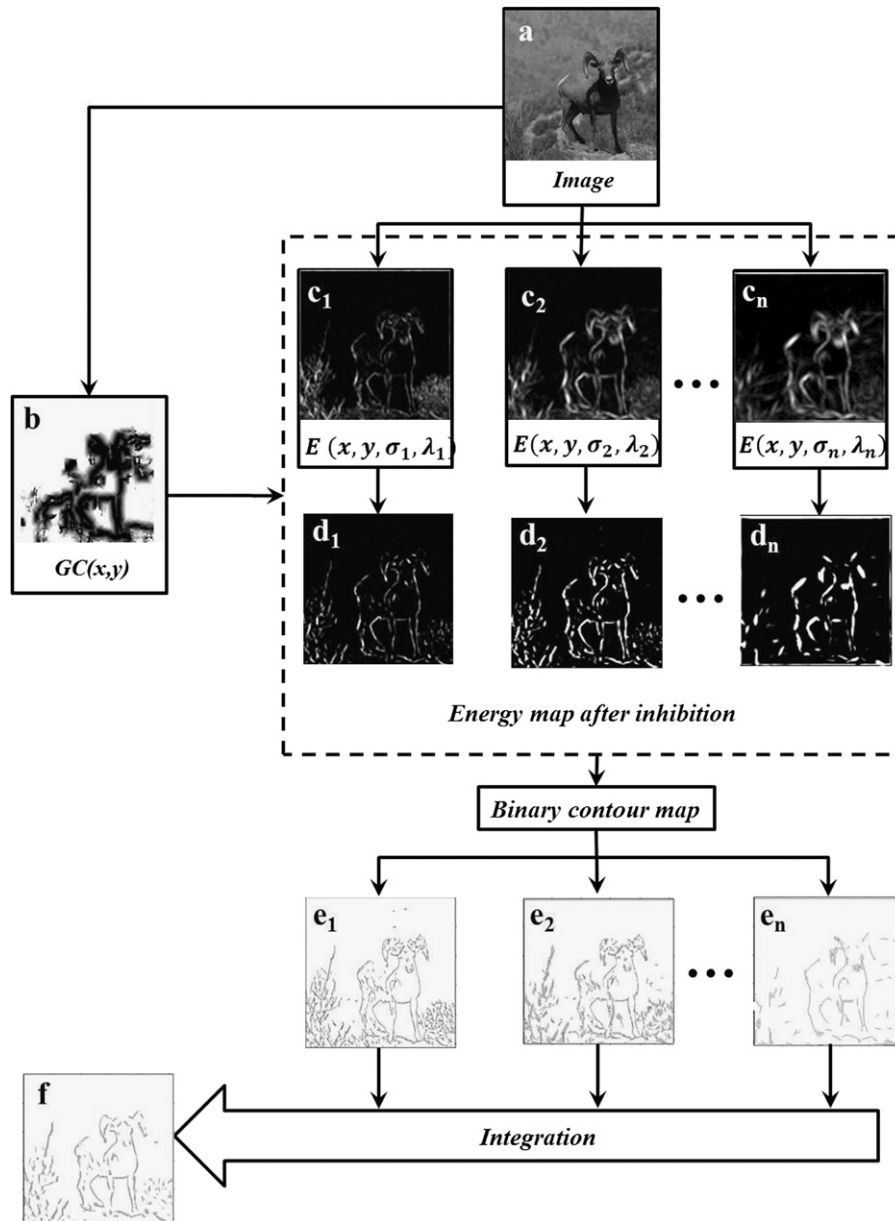 a
Image
c1
c2
cn
E (x, y, σ1, λ1)
E(x, y, σ2, λ2)
E (x, y, σn, λn)
b
GC(x,y)
d1
d2
dn
Energy map after inhibition
Binary contour map
e1
e2
en
f
Integration